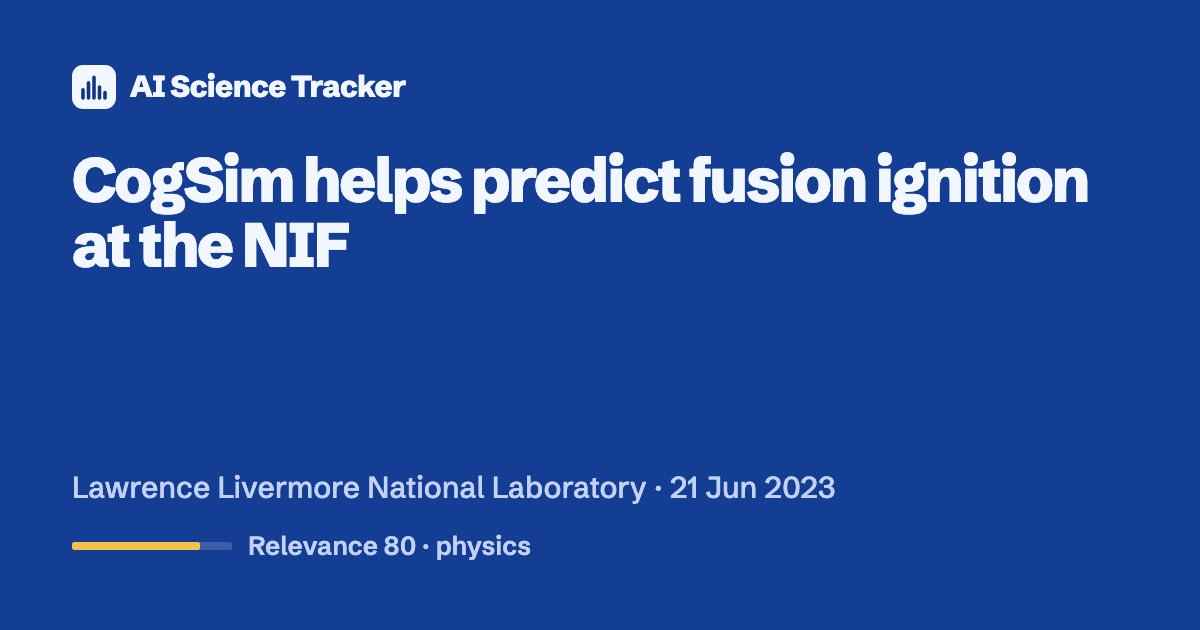 AI Science Tracker
CogSim helps predict fusion ignition
at the NIF
Lawrence Livermore National Laboratory · 21 Jun 2023
Relevance 80 · physics